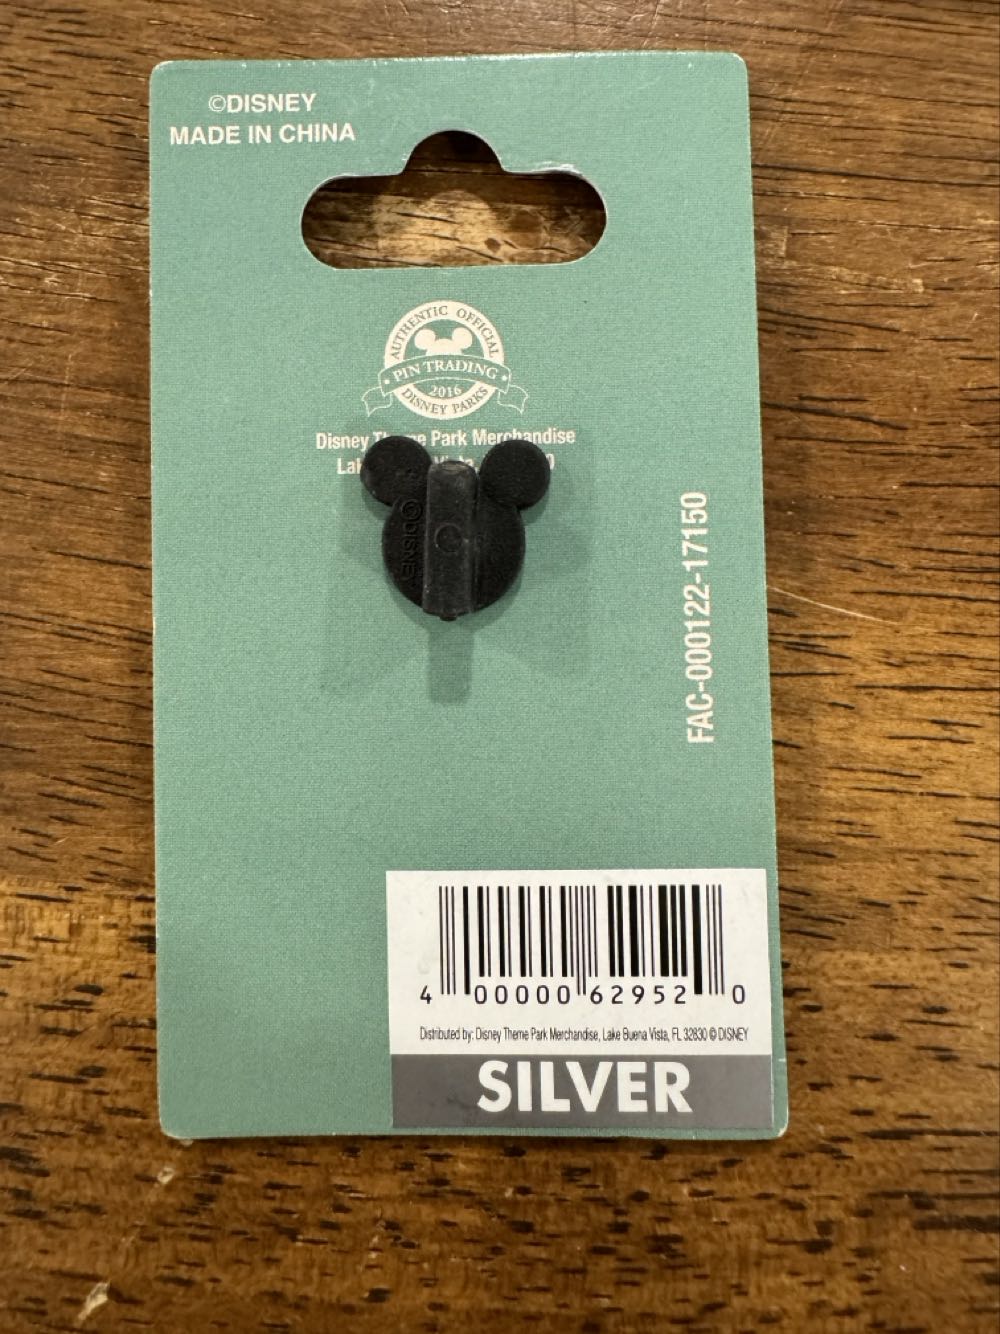 ©DISNEY
MADE IN CHINA
AUTHENTIC OFFICIAL
PIN TRADING
2016
DISNEY PARKS
Disney Park Merchandise
©DISNEY
FAC-000122-17150
4 00000 62952 0
Distributed by: Disney Theme Park Merchandise, Lake Buena Vista, FL 32830 © DISNEY
SILVER